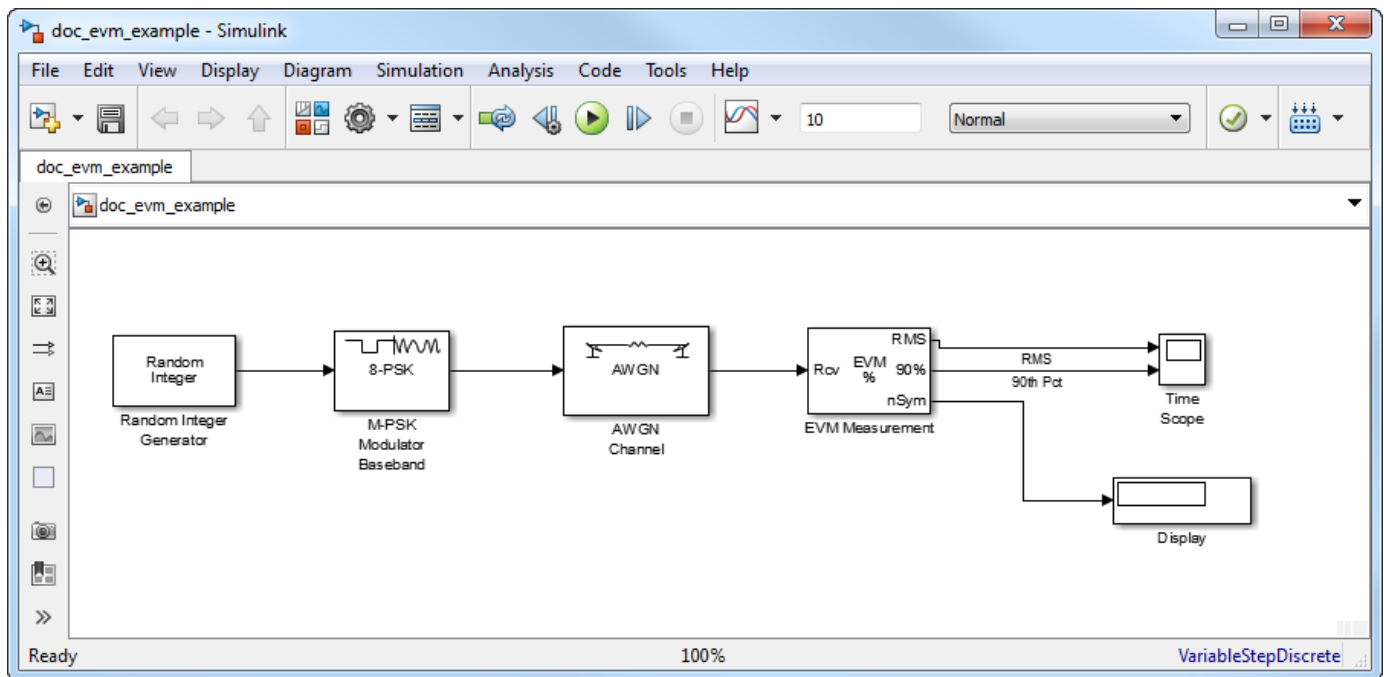 doc_evm_example - Simulink
File Edit View Display Diagram Simulation Analysis Code Tools Help
10 Normal
doc_evm_example
doc_evm_example
Random
Integer
Random Integer
Generator
8-PSK
M-PSK
Modulator
Baseband
AWGN
AWGN
Channel
RMS
Rcv EVM 90%
%
nSym
EVM Measurement
RMS
90th Pct
Time
Scope
Display
Ready 100% VariableStepDiscrete